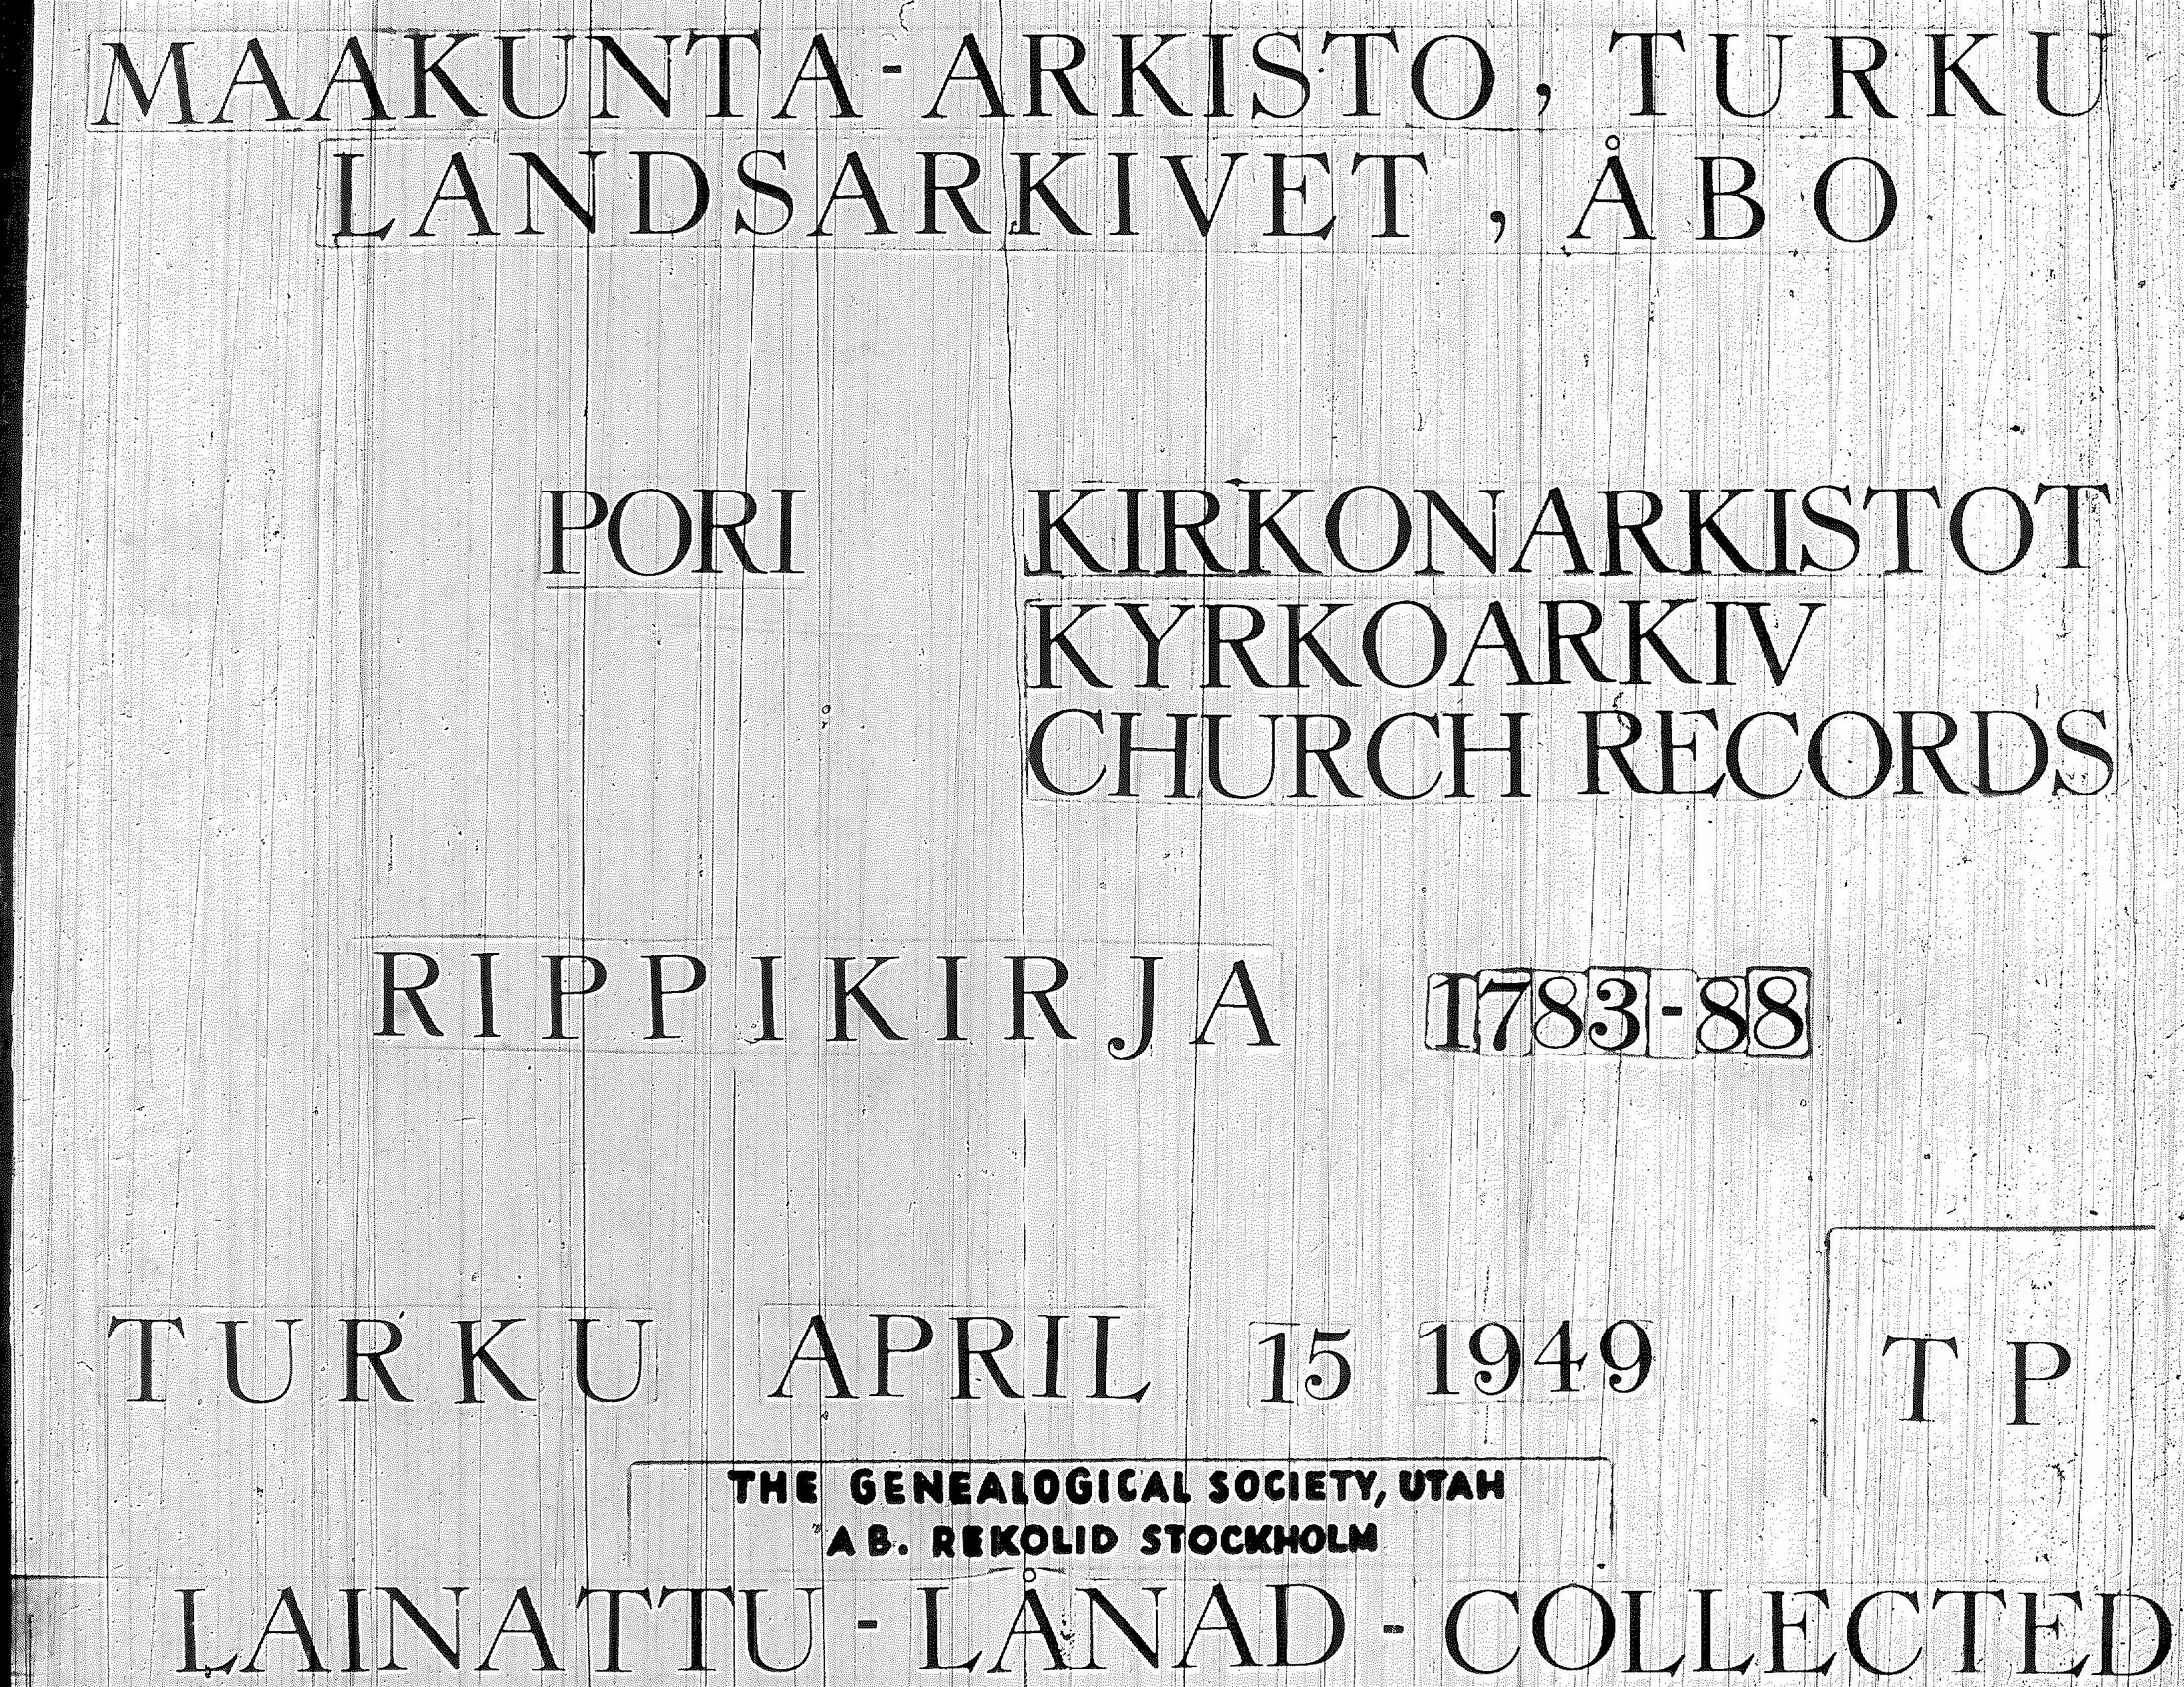 MAAKUNTA-ARKISTO, TURKU
LANDSARKIVET, ÅBO
PORI KIRKONARKISTOT
KYRKOARKIV
CHURCH RECORDS
RIPPIKIRJA 1783-88
TURKU APRIL 15 1949 TP
THE GENEALOGICAL SOCIETY, UTAH
AB. REKOLID STOCKHOLM
LAINATTU - LÅNAD - COLLECTED